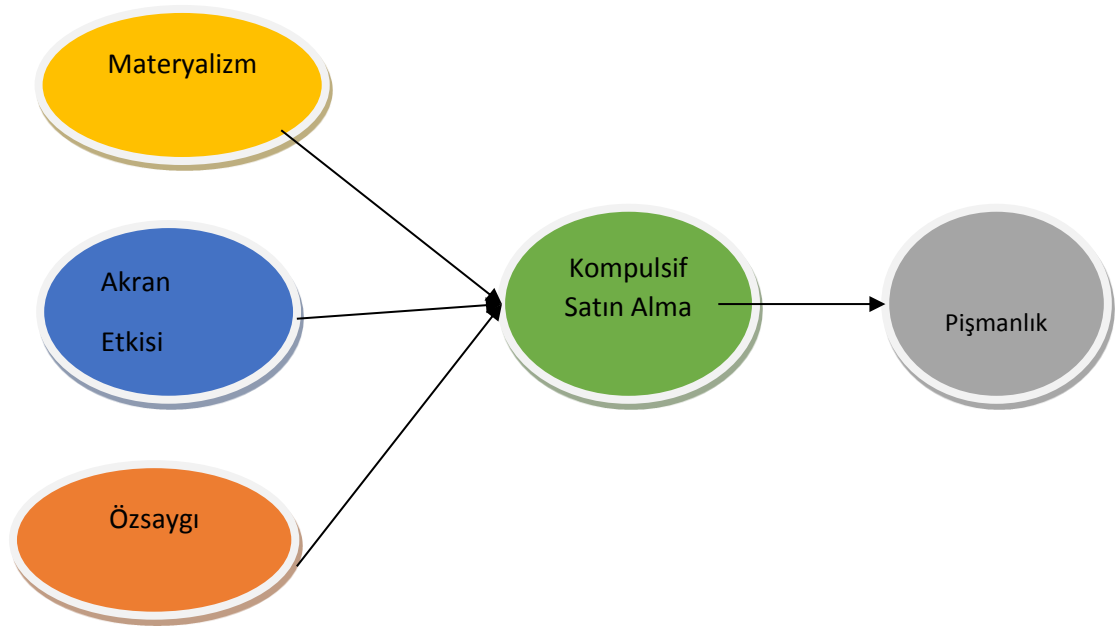 Materyalizm
Akran
Etkisi
Özsaygı
Kompulsif
Satın Alma
Pişmanlık